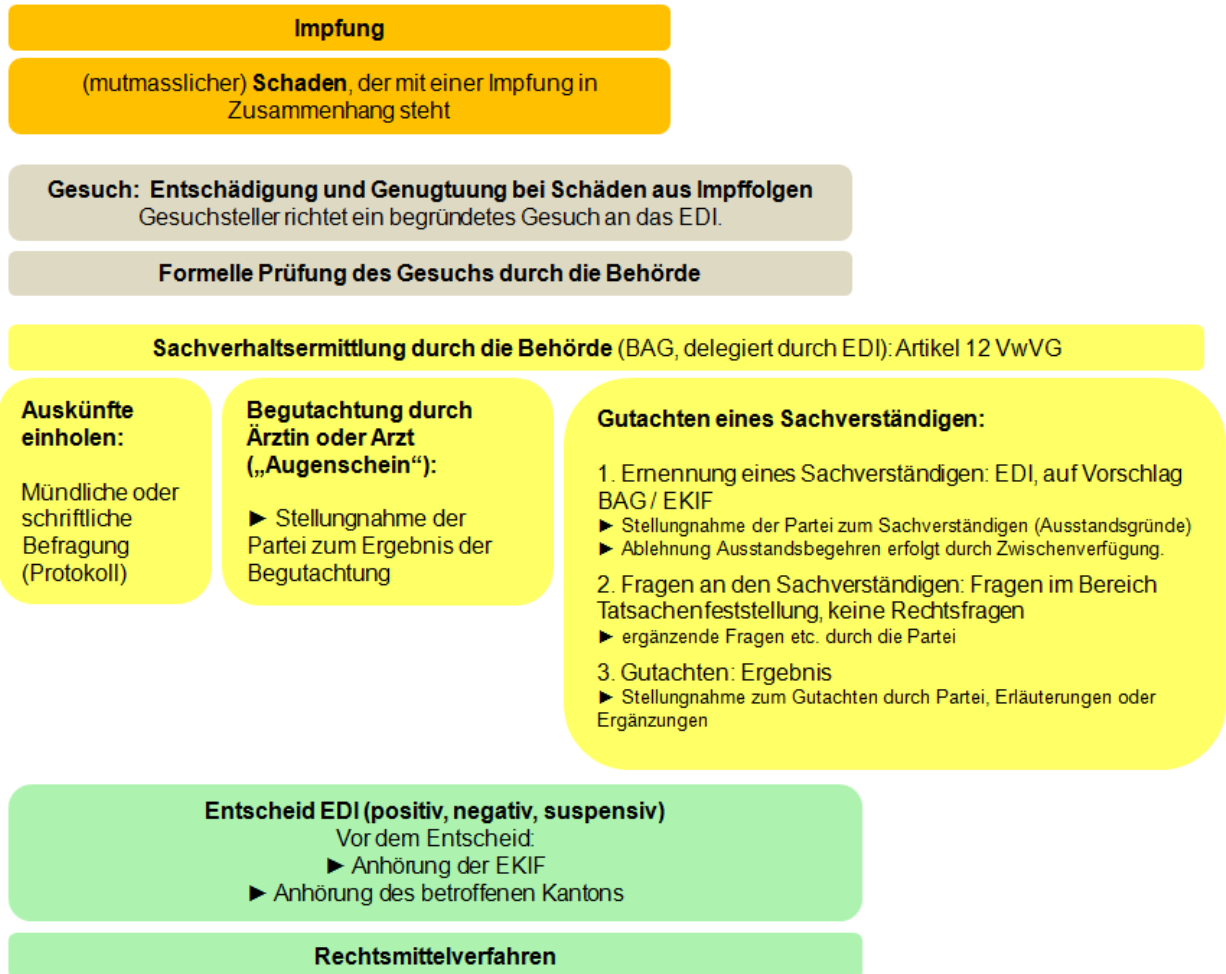 Impfung
(mutmasslicher) Schaden, der mit einer Impfung in
Zusammenhang steht
Gesuch: Entschädigung und Genugtuung bei Schäden aus Impffolgen
Gesuchsteller richtet ein begründetes Gesuch an das EDI.
Formelle Prüfung des Gesuchs durch die Behörde
Sachverhaltsermittlung durch die Behörde (BAG, delegiert durch EDI): Artikel 12 VwVG
Auskünfte
einholen:
Mündliche oder
schriftliche
Befragung
(Protokoll)
Begutachtung durch
Ärztin oder Arzt
(„Augenschein“):
► Stellungnahme der
Partei zum Ergebnis der
Begutachtung
Gutachten eines Sachverständigen:
1. Ernennung eines Sachverständigen: EDI, auf Vorschlag
BAG / EKIF
► Stellungnahme der Partei zum Sachverständigen (Ausstandsgründe)
► Ablehnung Ausstandsbegehren erfolgt durch Zwischenverfügung.
2. Fragen an den Sachverständigen: Fragen im Bereich
Tatsachenfeststellung, keine Rechtsfragen
► ergänzende Fragen etc. durch die Partei
3. Gutachten: Ergebnis
► Stellungnahme zum Gutachten durch Partei, Erläuterungen oder
Ergänzungen
Entscheid EDI (positiv, negativ, suspensiv)
Vor dem Entscheid:
► Anhörung der EKIF
► Anhörung des betroffenen Kantons
Rechtsmittelverfahren